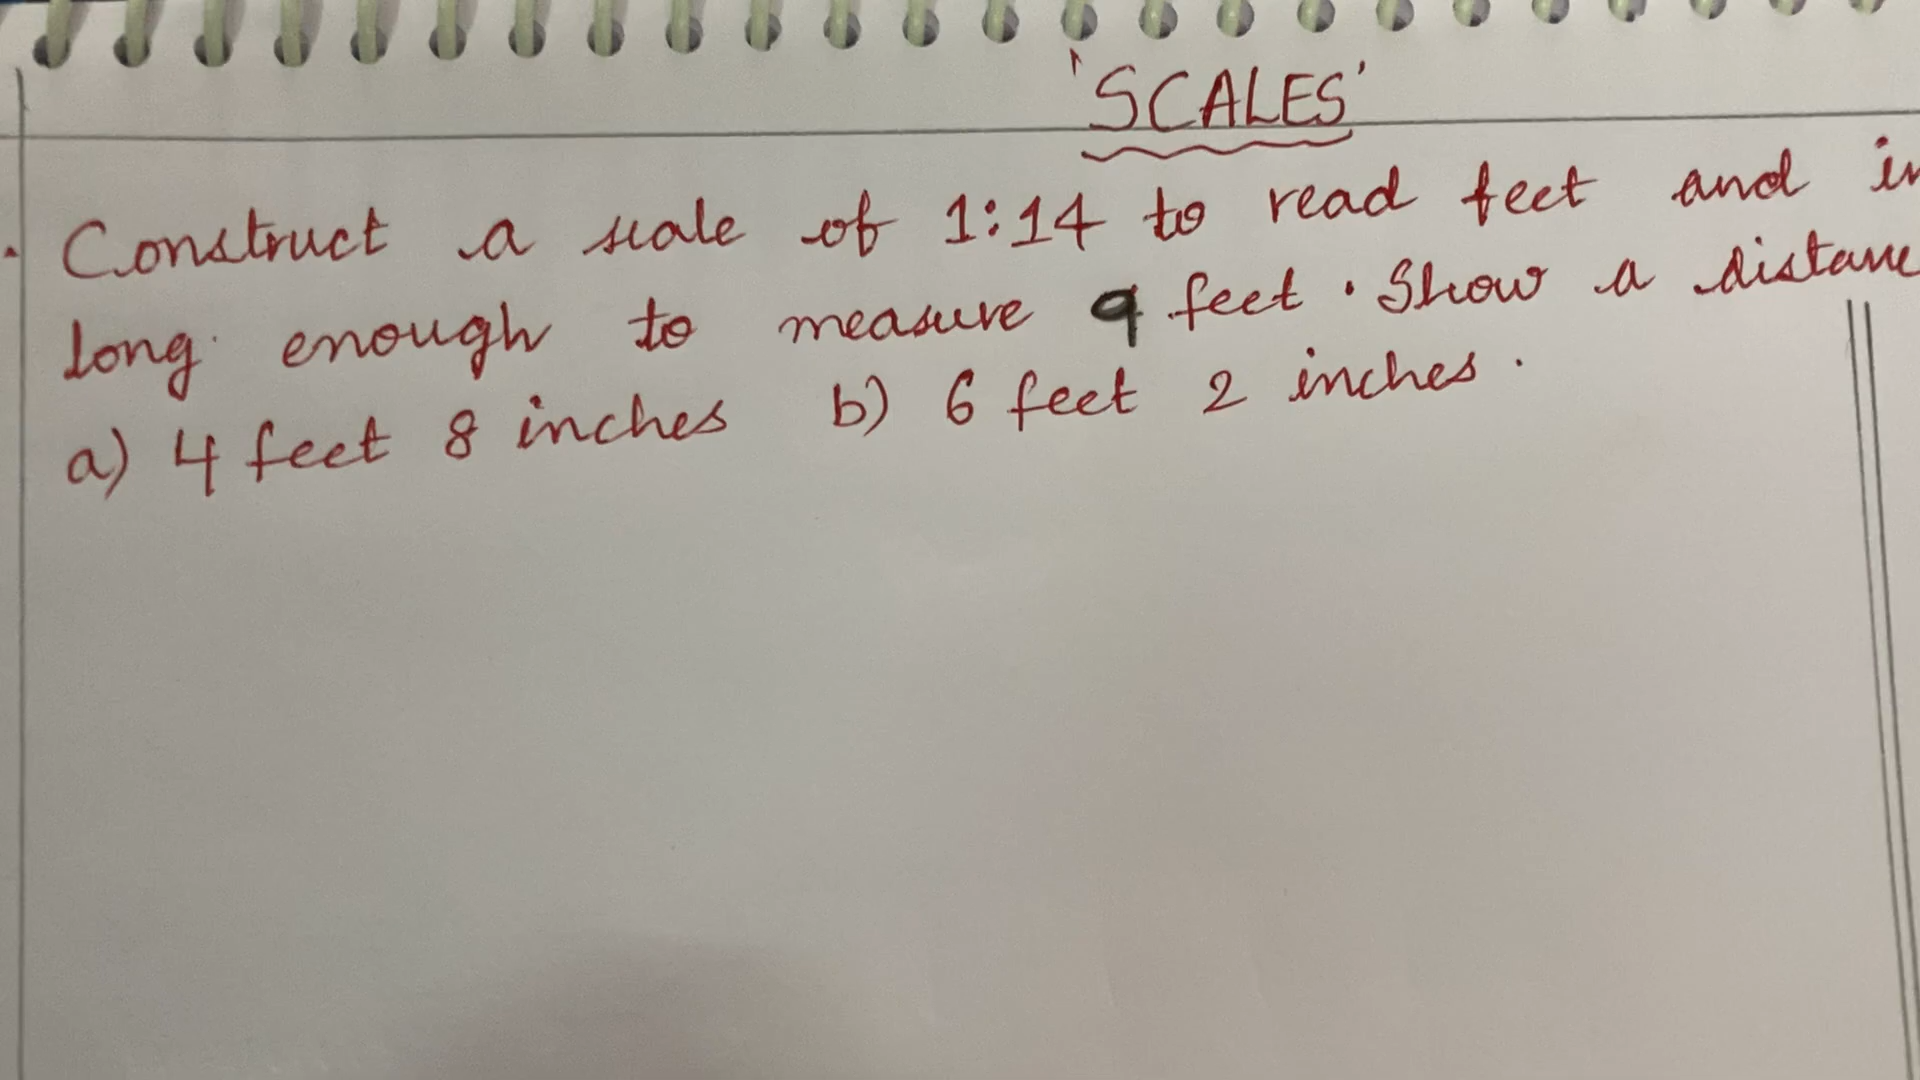 'SCALES'
Construct a scale of 1:14 to read feet and in
long enough to measure 9 feet. Show a distance
a) 4 feet 8 inches b) 6 feet 2 inches.